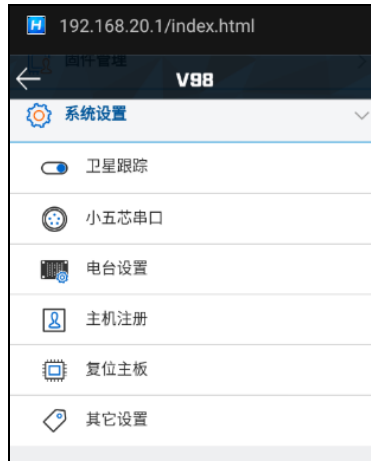 H 192.168.20.1/index.html
固件管理
V98
系统设置
卫星跟踪
小五芯串口
电台设置
主机注册
复位主板
其它设置